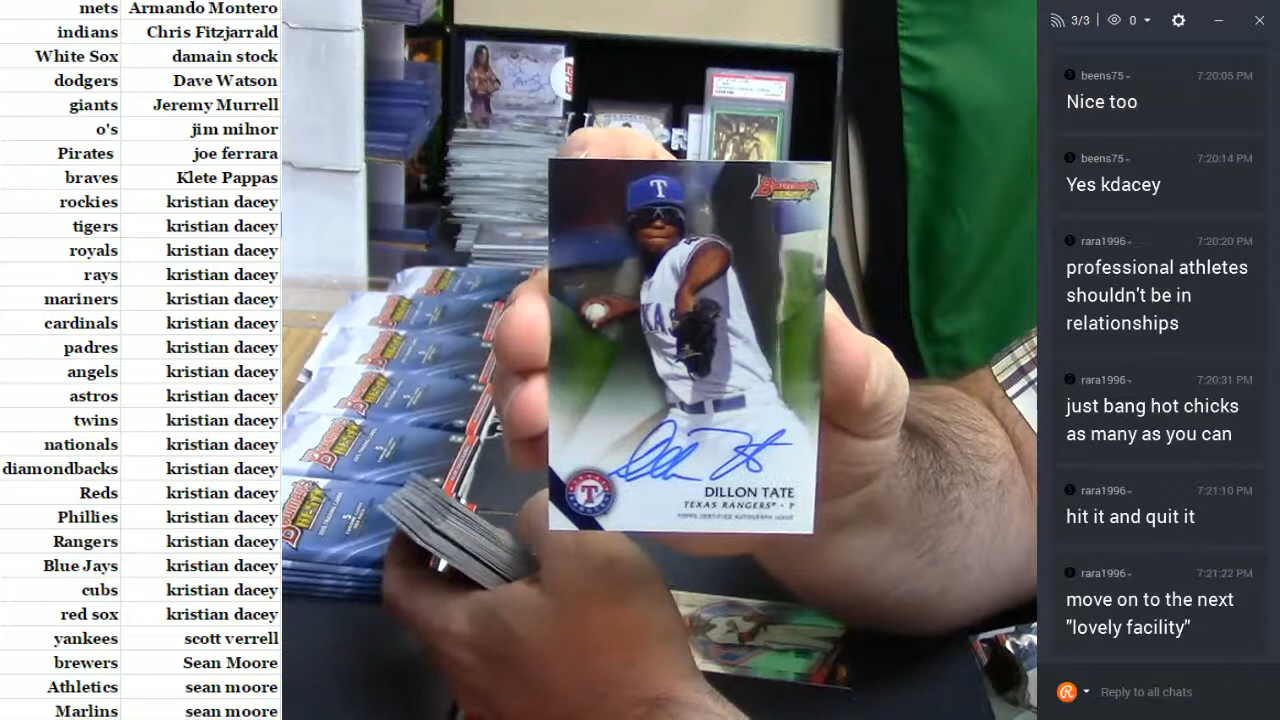 mets Armando Montero
indians Chris Fitzjarrald
White Sox damain stock
dodgers Dave Watson
giants Jeremy Murrell
o's jim milnor
Pirates joe ferrara
braves Klete Pappas
rockies kristian dacey
tigers kristian dacey
royals kristian dacey
rays kristian dacey
mariners kristian dacey
cardinals kristian dacey
padres kristian dacey
angels kristian dacey
astros kristian dacey
twins kristian dacey
nationals kristian dacey
diamondbacks kristian dacey
Reds kristian dacey
Phillies kristian dacey
Rangers kristian dacey
Blue Jays kristian dacey
cubs kristian dacey
red sox kristian dacey
yankees scott verrell
brewers Sean Moore
Athletics sean moore
Marlins sean moore
T
Bowman's
BEST
T
DILLON TATE
TEXAS RANGERS • P
TOPPS CERTIFIED AUTOGRAPH ISSUE
Bowman's
BEST
5
3/3
0
beens75 7:20:05 PM
Nice too
beens75 7:20:14 PM
Yes kdacey
rara1996 7:20:20 PM
professional athletes
shouldn't be in
relationships
rara1996 7:20:31 PM
just bang hot chicks
as many as you can
rara1996 7:21:10 PM
hit it and quit it
rara1996 7:21:22 PM
move on to the next
"lovely facility"
Reply to all chats